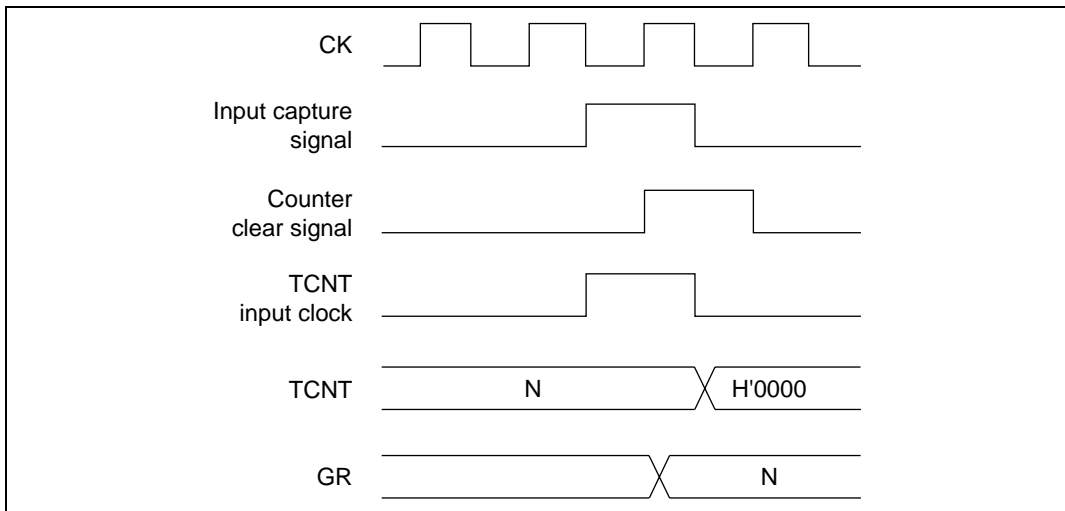 CK
Input capture
signal
Counter
clear signal
TCNT
input clock
TCNT
N
H'0000
GR
N